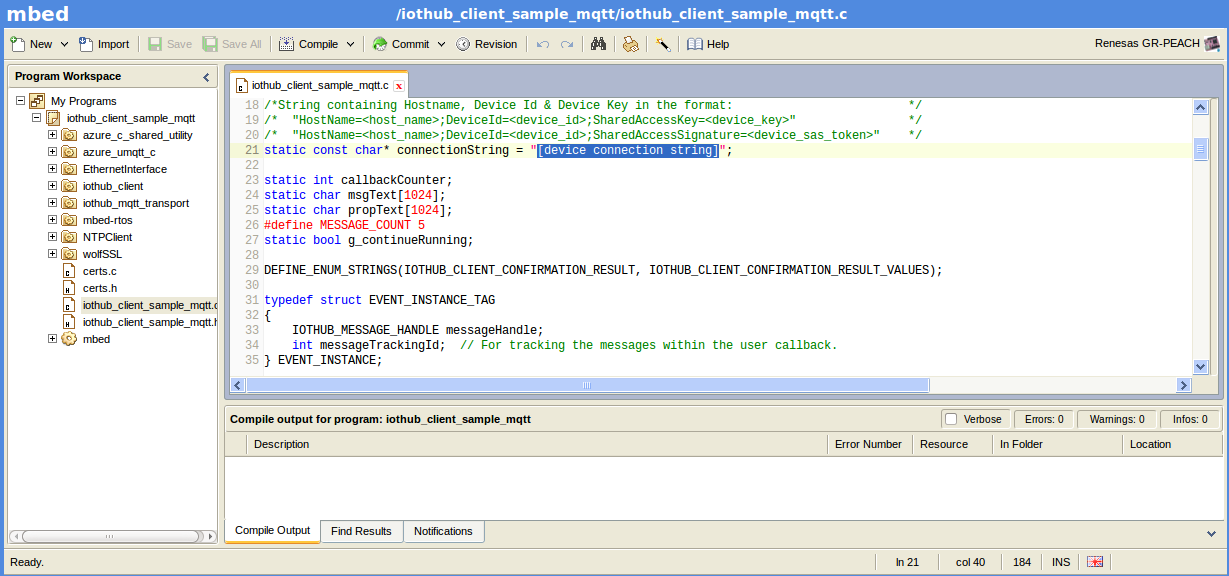 mbed
/iothub_client_sample_mqtt/iothub_client_sample_mqtt.c
New Import Save Save All Compile Commit Revision Help Renesas GR-PEACH
Program Workspace
My Programs
iothub_client_sample_mqtt
azure_c_shared_utility
azure_umqtt_c
EthernetInterface
iothub_client
iothub_mqtt_transport
mbed-rtos
NTPClient
wolfSSL
certs.c
certs.h
iothub_client_sample_mqtt.c
iothub_client_sample_mqtt.h
mbed
iothub_client_sample_mqtt.c x
18 /*String containing Hostname, Device Id & Device Key in the format: */
19 /* "HostName=<host_name>;DeviceId=<device_id>;SharedAccessKey=<device_key>" */
20 /* "HostName=<host_name>;DeviceId=<device_id>;SharedAccessSignature=<device_sas_token>" */
21 static const char* connectionString = "[device connection string]";
22
23 static int callbackCounter;
24 static char msgText[1024];
25 static char propText[1024];
26 #define MESSAGE_COUNT 5
27 static bool g_continueRunning;
28
29 DEFINE_ENUM_STRINGS(IOTHUB_CLIENT_CONFIRMATION_RESULT, IOTHUB_CLIENT_CONFIRMATION_RESULT_VALUES);
30
31 typedef struct EVENT_INSTANCE_TAG
32 {
33 IOTHUB_MESSAGE_HANDLE messageHandle;
34 int messageTrackingId; // For tracking the messages within the user callback.
35 } EVENT_INSTANCE;
Compile output for program: iothub_client_sample_mqtt Verbose Errors: 0 Warnings: 0 Infos: 0
Description Error Number Resource In Folder Location
Compile Output Find Results Notifications
Ready. ln 21 col 40 184 INS